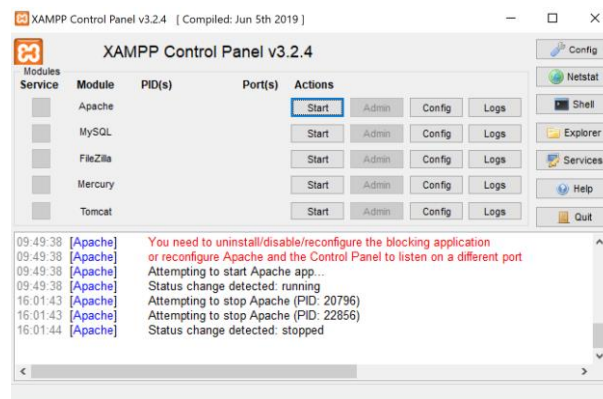 XAMPP Control Panel v3.2.4 [ Compiled: Jun 5th 2019 ]
XAMPP Control Panel v3.2.4
Config
Modules
Service Module PID(s) Port(s) Actions
Netstat
Apache Start Admin Config Logs
Shell
MySQL Start Admin Config Logs
Explorer
FileZilla Start Admin Config Logs
Services
Mercury Start Admin Config Logs
Help
Tomcat Start Admin Config Logs
Quit
09:49:38 [Apache] You need to uninstall/disable/reconfigure the blocking application
09:49:38 [Apache] or reconfigure Apache and the Control Panel to listen on a different port
09:49:38 [Apache] Attempting to start Apache app...
09:49:38 [Apache] Status change detected: running
16:01:43 [Apache] Attempting to stop Apache (PID: 20796)
16:01:43 [Apache] Attempting to stop Apache (PID: 22856)
16:01:44 [Apache] Status change detected: stopped